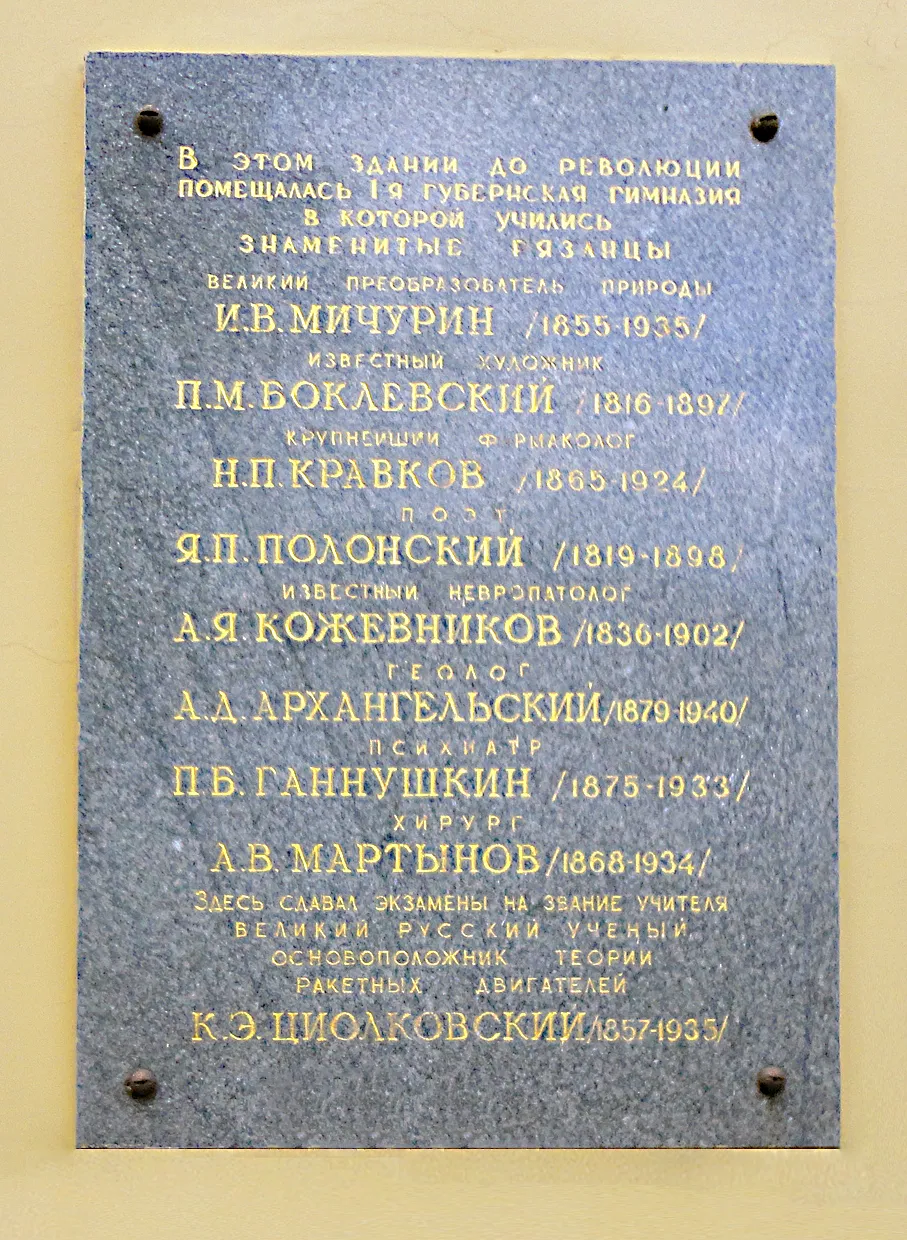 В ЭТОМ ЗДАНИИ ДО РЕВОЛЮЦИИ
ПОМЕЩАЛАСЬ 1я ГУБЕРНСКАЯ ГИМНАЗИЯ
В КОТОРОЙ УЧИЛИСЬ
ЗНАМЕНИТЫЕ РЯЗАНЦЫ
ВЕЛИКИЙ ПРЕОБРАЗОВАТЕЛЬ ПРИРОДЫ
И.В. МИЧУРИН /1855-1935/
ИЗВЕСТНЫЙ ХУДОЖНИК
П.М. БОКЛЕВСКИЙ /1816-1897/
КРУПНЕЙШИЙ ФАРМАКОЛОГ
Н.П. КРАВКОВ /1865-1924/
ПОЭТ
Я.П. ПОЛОНСКИЙ /1819-1898/
ИЗВЕСТНЫЙ НЕВРОПАТОЛОГ
А.Я. КОЖЕВНИКОВ /1836-1902/
ГЕОЛОГ
А.Д. АРХАНГЕЛЬСКИЙ /1879-1940/
ПСИХИАТР
П.Б. ГАННУШКИН /1875-1933/
ХИРУРГ
А.В. МАРТЫНОВ /1868-1934/
ЗДЕСЬ СДАВАЛ ЭКЗАМЕНЫ НА ЗВАНИЕ УЧИТЕЛЯ
ВЕЛИКИЙ РУССКИЙ УЧЕНЫЙ,
ОСНОВОПОЛОЖНИК ТЕОРИИ
РАКЕТНЫХ ДВИГАТЕЛЕЙ
К.Э. ЦИОЛКОВСКИЙ /1857-1935/